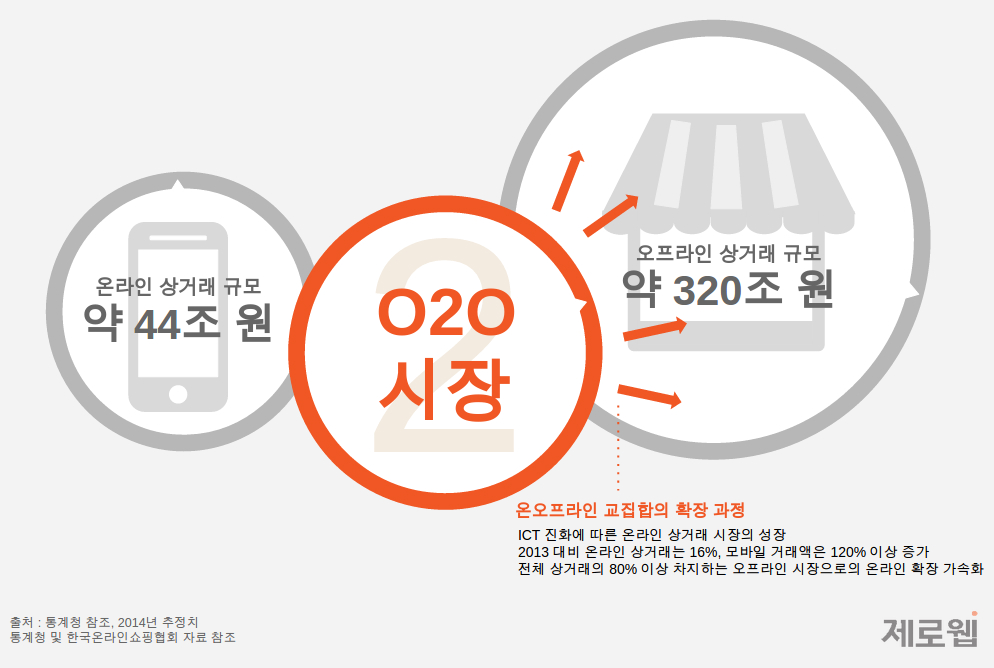 온라인 상거래 규모
약 44조 원
2
O2O
시장
오프라인 상거래 규모
약 320조 원
온오프라인 교집합의 확장 과정
ICT 진화에 따른 온라인 상거래 시장의 성장
2013 대비 온라인 상거래는 16%, 모바일 거래액은 120% 이상 증가
전체 상거래의 80% 이상 차지하는 오프라인 시장으로의 온라인 확장 가속화
출처 : 통계청 참조, 2014년 추정치
통계청 및 한국온라인쇼핑협회 자료 참조
제로웹